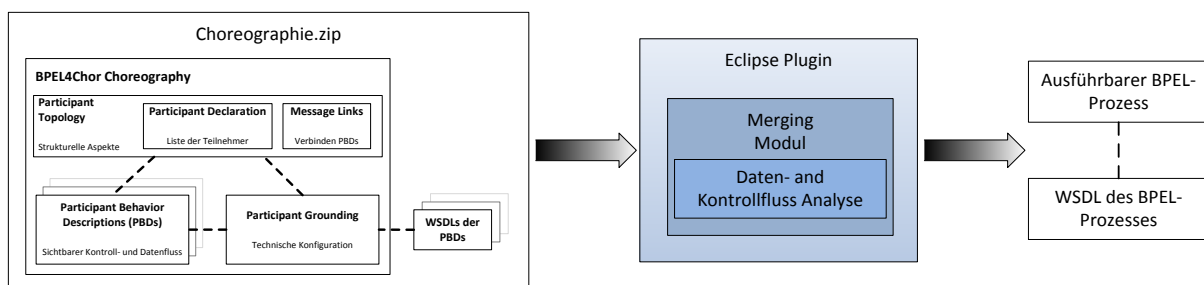 Choreographie.zip
BPEL4Chor Choreography
Participant
Topology
Strukturelle Aspekte
Participant Declaration
Liste der Teilnehmer
Message Links
Verbinden PBDs
Participant Behavior
Descriptions (PBDs)
Sichtbarer Kontroll- und Datenfluss
Participant Grounding
Technische Konfiguration
WSDLs der
PBDs
Eclipse Plugin
Merging
Modul
Daten- and
Kontrollfluss Analyse
Ausführbarer BPEL-
Prozess
WSDL des BPEL-
Prozesses